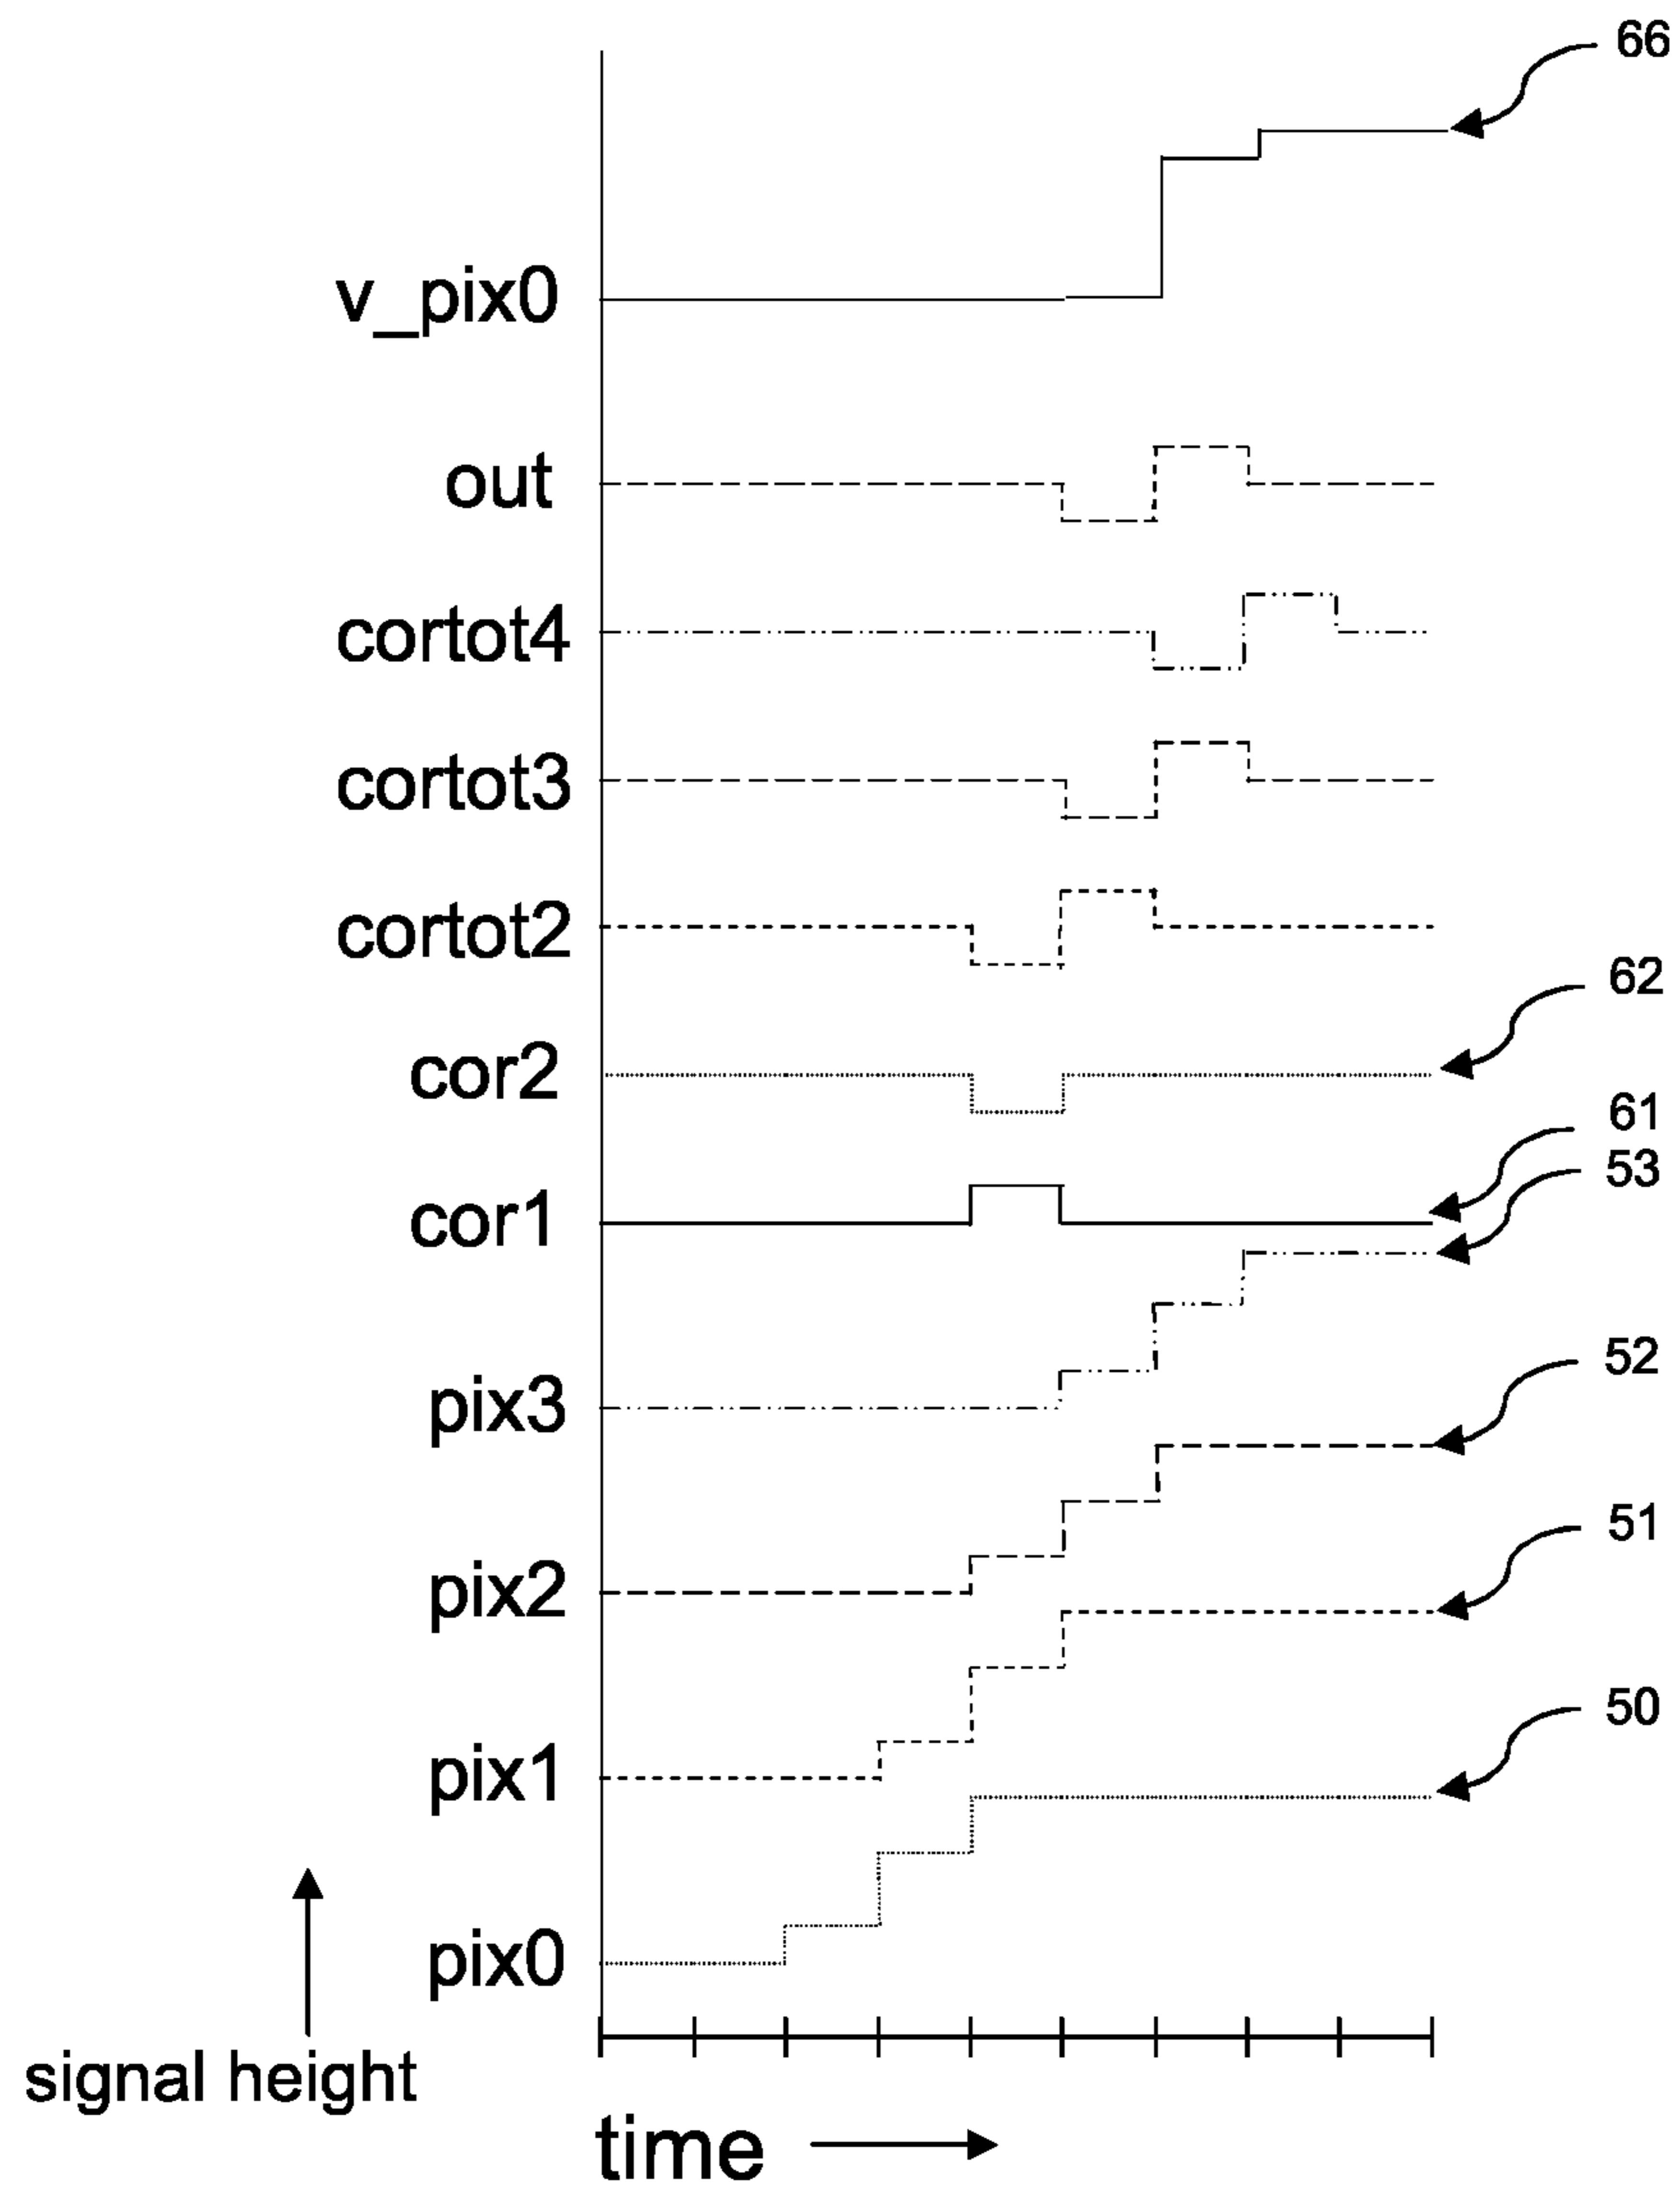 66
v_pix0
out
cortot4
cortot3
cortot2
62
cor2
61
53
cor1
52
pix3
51
pix2
50
pix1
pix0
signal height
time